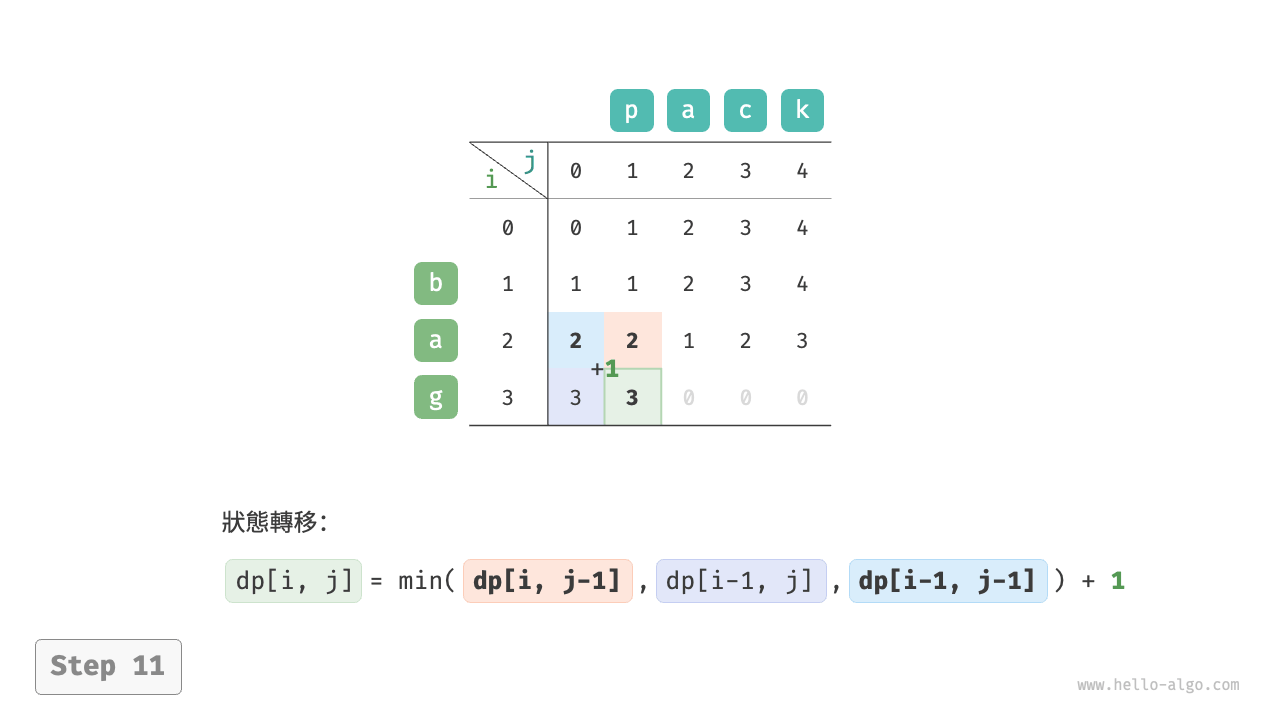 p a c k
j
i
0 1 2 3 4
0 0 1 2 3 4
b 1 1 1 2 3 4
a 2 2 2 1 2 3
+1
g 3 3 3 0 0 0
狀態轉移：
dp[i, j] = min( dp[i, j-1] , dp[i-1, j] , dp[i-1, j-1] ) + 1
Step 11
www.hello-algo.com